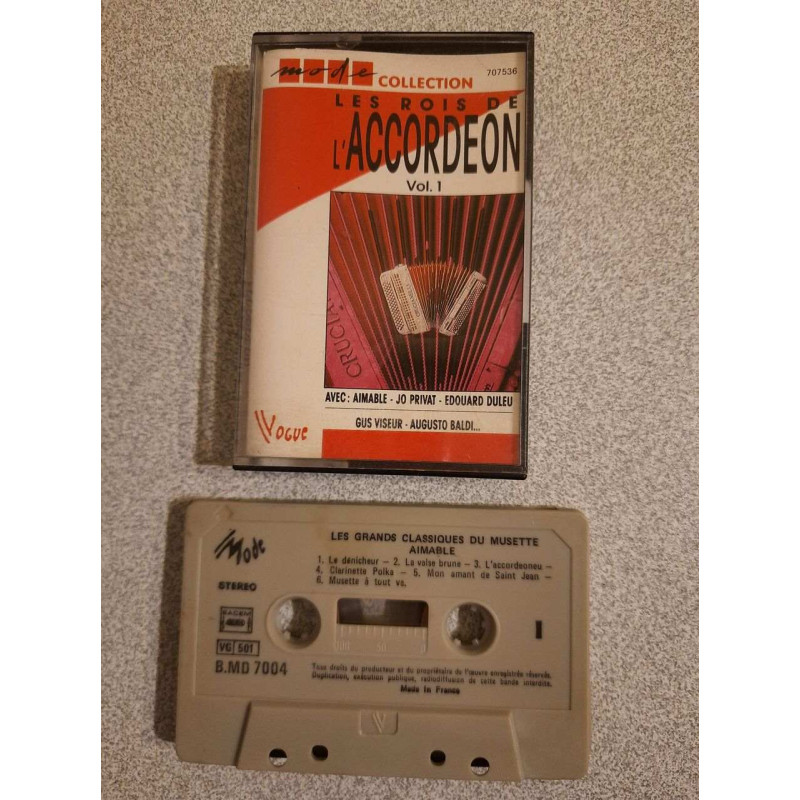 mode COLLECTION
707536
LES ROIS DE
L'ACCORDEON
Vol. 1
CRUCIA
AVEC : AIMABLE - JO PRIVAT - EDOUARD DULEU
GUS VISEUR - AUGUSTO BALDI...
VOGUE
Mode
STEREO
LES GRANDS CLASSIQUES DU MUSETTE
AIMABLE
1. Le dénicheur — 2. La valse brune — 3. L'accordeoneu —
4. Clarinette Polka — 5. Mon amant de Saint Jean —
6. Musette à tout va.
SACEM
VG 501
B.MD 7004
I
100 50
Tous droits du producteur et du propriétaire de l'œuvre enregistrée réservés.
Duplication, exécution publique, radiodiffusion de cette bande interdits.
Made in France